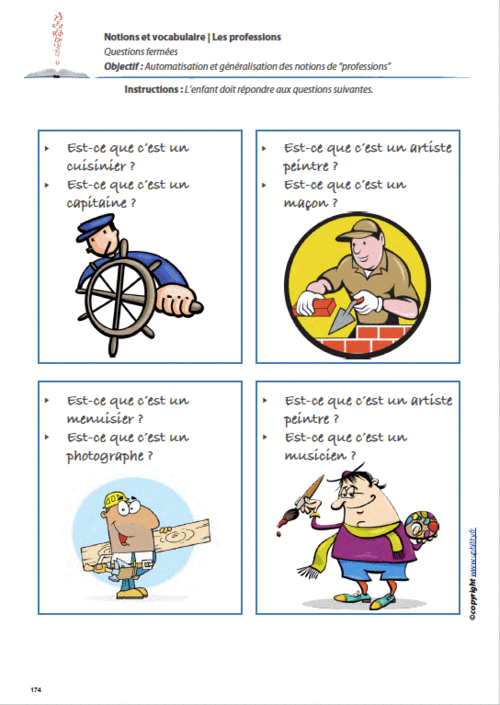 Notions et vocabulaire | Les professions
Questions fermées
Objectif : Automatisation et généralisation des notions de “professions”
Instructions : L’enfant doit répondre aux questions suivantes.
Est-ce que c’est un
cuisinier ?
Est-ce que c’est un
capitaine ?
Est-ce que c’est un artiste
peintre ?
Est-ce que c’est un
maçon ?
Est-ce que c’est un
menuisier ?
Est-ce que c’est un
photographe ?
Est-ce que c’est un artiste
peintre ?
Est-ce que c’est un
musicien ?
©copyright
174